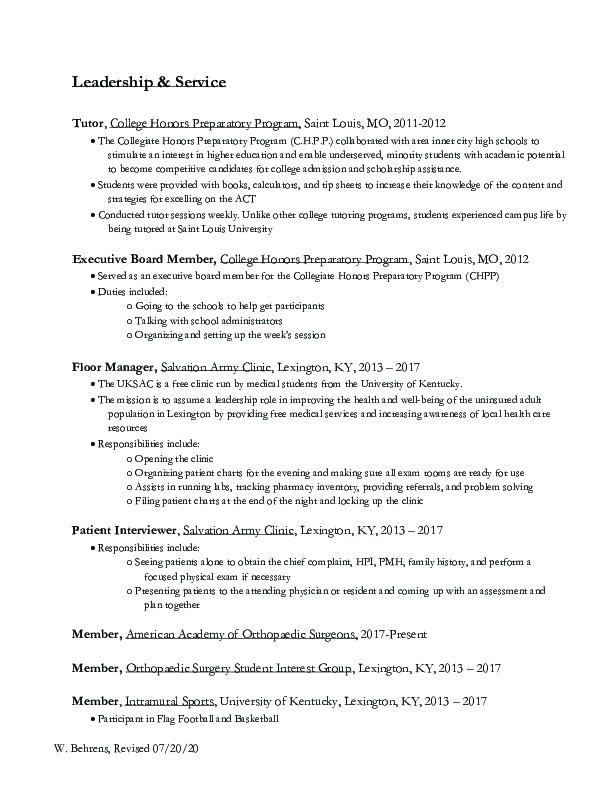 Leadership & Service
Tutor, College Honors Preparatory Program, Saint Louis, MO, 2011-2012
• The Collegiate Honors Preparatory Program (C.H.P.P.) collaborated with area inner city high schools to
stimulate an interest in higher education and enable underserved, minority students with academic potential
to become competitive candidates for college admission and scholarship assistance.
• Students were provided with books, calculators, and tip sheets to increase their knowledge of the content and
strategies for excelling on the ACT
• Conducted tutor sessions weekly. Unlike other college tutoring programs, students experienced campus life by
being tutored at Saint Louis University
Executive Board Member, College Honors Preparatory Program, Saint Louis, MO, 2012
• Served as an executive board member for the Collegiate Honors Preparatory Program (CHPP)
• Duties included:
o Going to the schools to help get participants
o Talking with school administrators
o Organizing and setting up the week's session
Floor Manager, Salvation Army Clinic, Lexington, KY, 2013 – 2017
• The UKSAC is a free clinic run by medical students from the University of Kentucky.
• The mission is to assume a leadership role in improving the health and well-being of the uninsured adult
population in Lexington by providing free medical services and increasing awareness of local health care
resources
• Responsibilities include:
o Opening the clinic
o Organizing patient charts for the evening and making sure all exam rooms are ready for use
o Assists in running labs, tracking pharmacy inventory, providing referrals, and problem solving
o Filing patient charts at the end of the night and locking up the clinic
Patient Interviewer, Salvation Army Clinic, Lexington, KY, 2013 – 2017
• Responsibilities include:
o Seeing patients alone to obtain the chief complaint, HPI, PMH, family history, and perform a
focused physical exam if necessary
o Presenting patients to the attending physician or resident and coming up with an assessment and
plan together
Member, American Academy of Orthopaedic Surgeons, 2017-Present
Member, Orthopaedic Surgery Student Interest Group, Lexington, KY, 2013 – 2017
Member, Intramural Sports, University of Kentucky, Lexington, KY, 2013 – 2017
• Participant in Flag Football and Basketball
W. Behrens, Revised 07/20/20